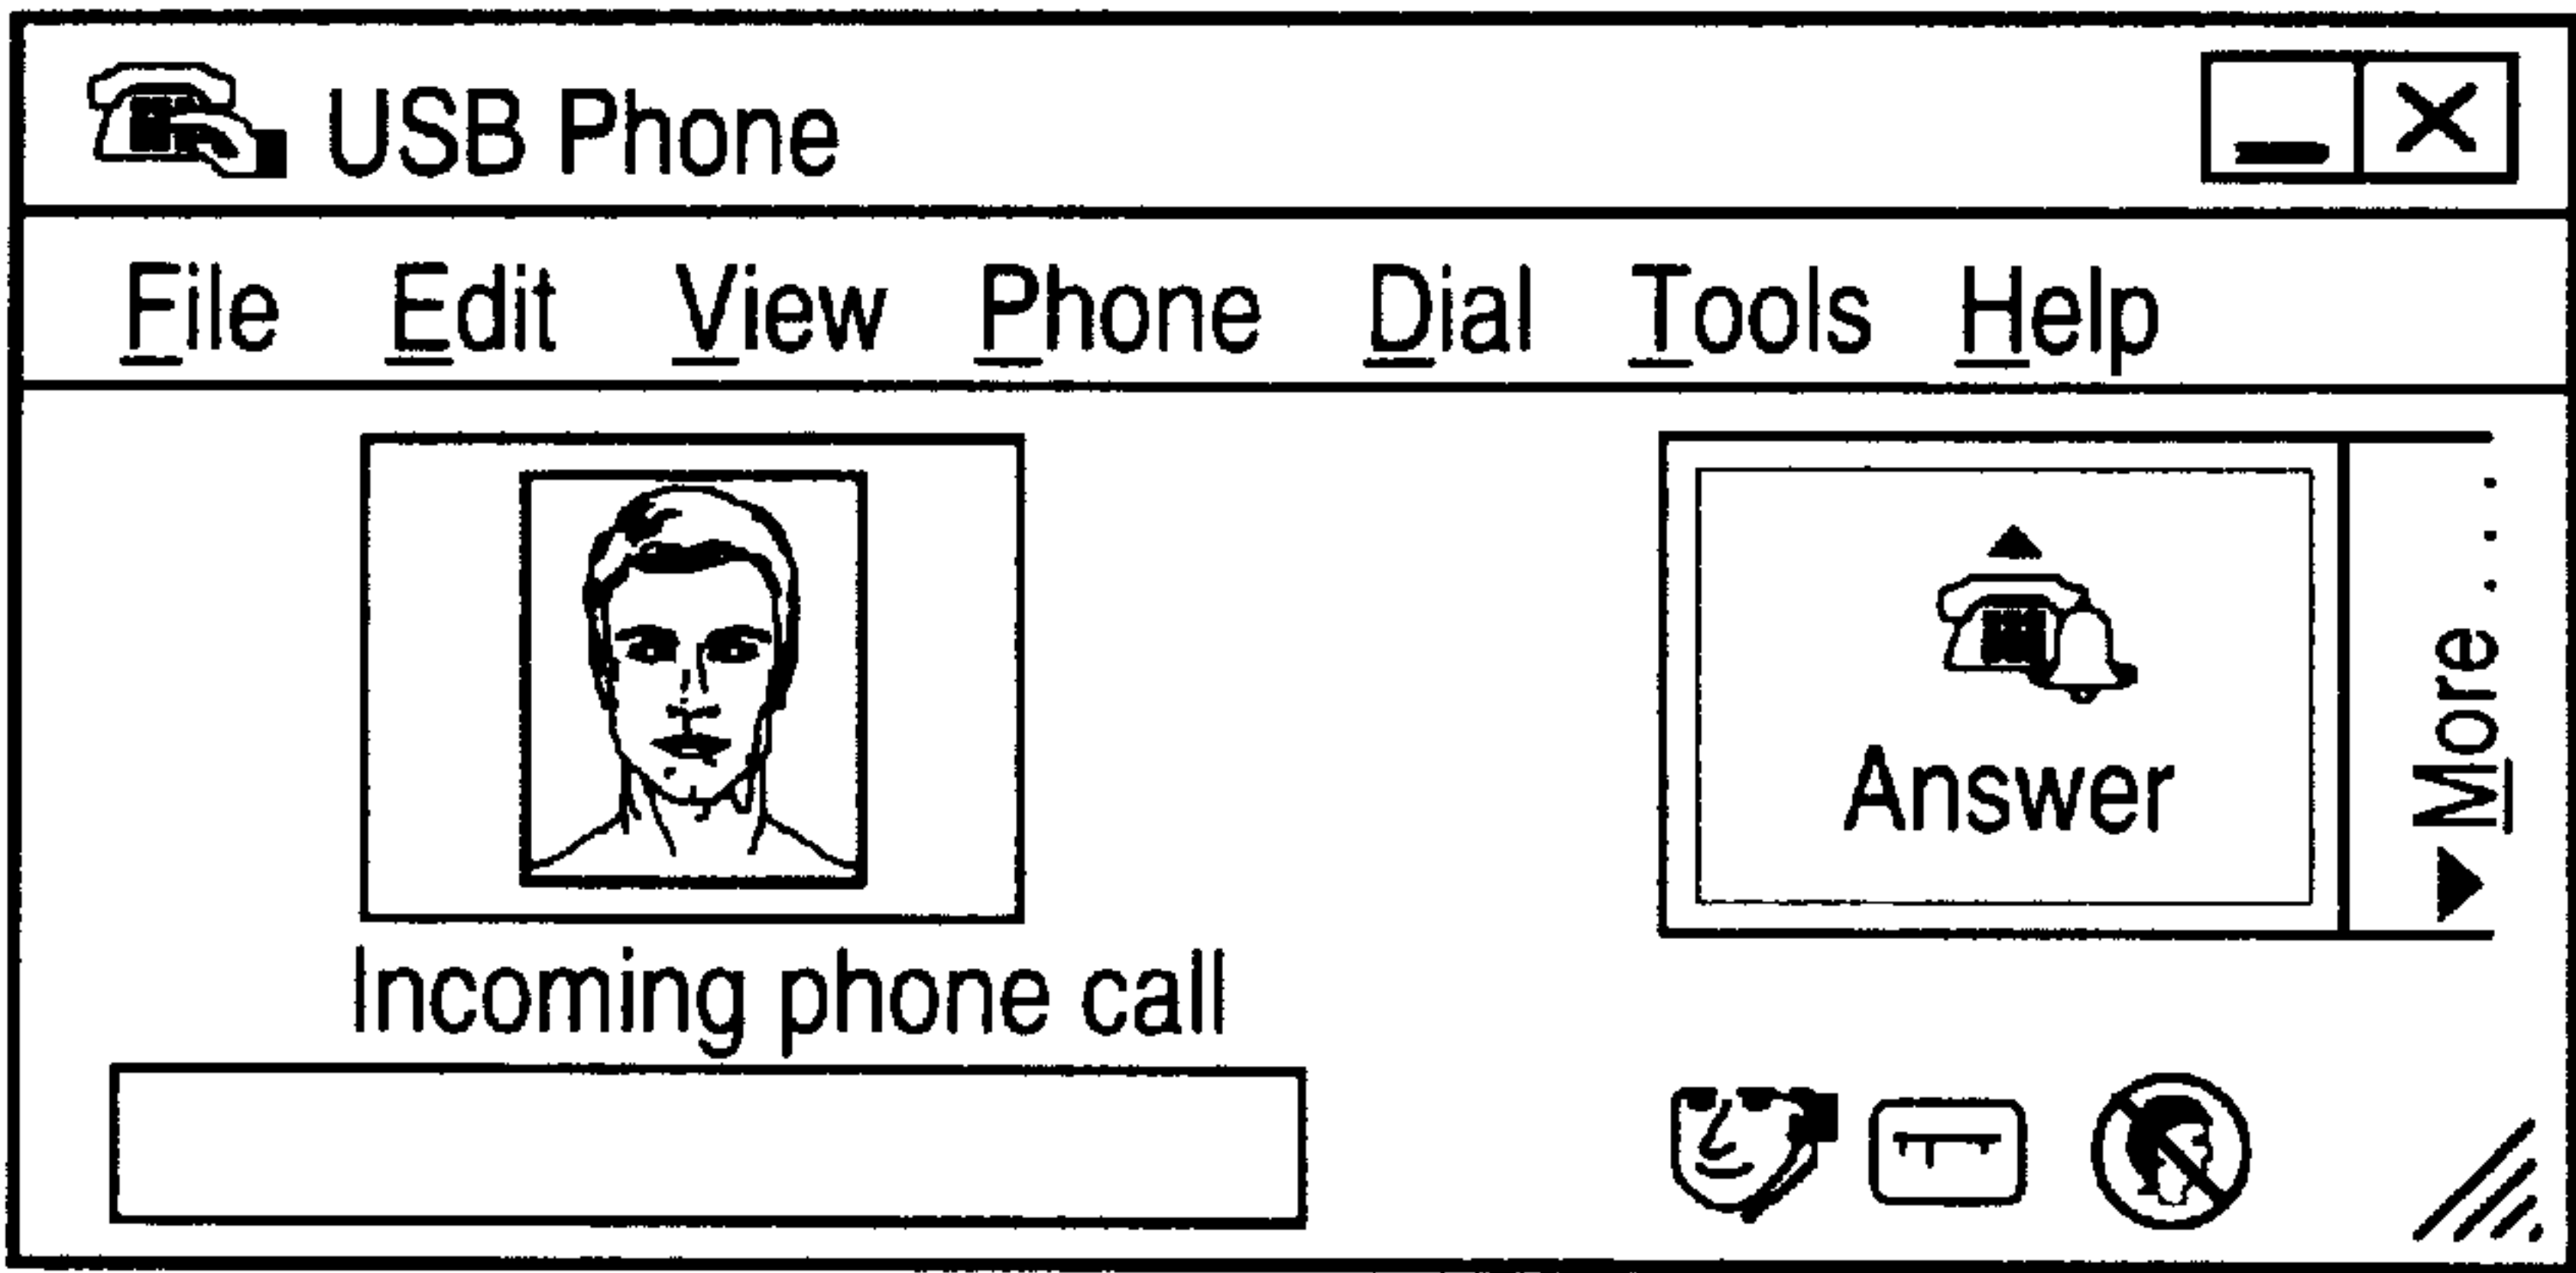 USB Phone
File Edit View Phone Dial Tools Help
Answer
More....
Incoming phone call